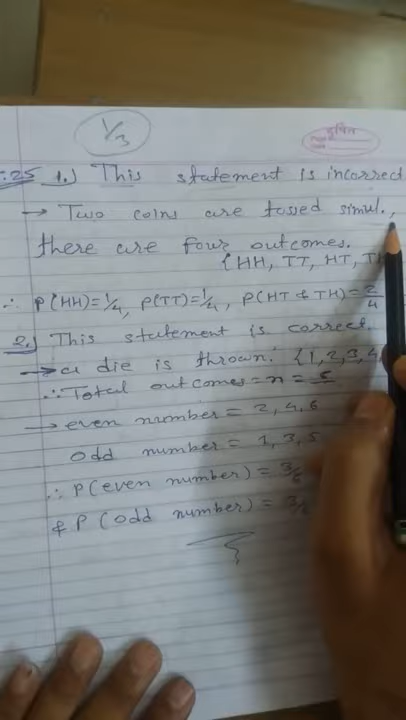 1/3
सुचित
.25 1.) This statement is incorrect
→ Two coins are tossed simul.,
there are four outcomes.
{HH, TT, HT, TH
∴ P(HH)=1/4, P(TT)=1/4, P(HT & TH)=2/4
2.) This statement is correct.
→ a die is thrown. {1,2,3,4
∴ Total outcomes = n =
→ even number = 2,4,6
odd number = 1,3,5
∴ P(even number) = 3/6
& P (odd number) = 3/